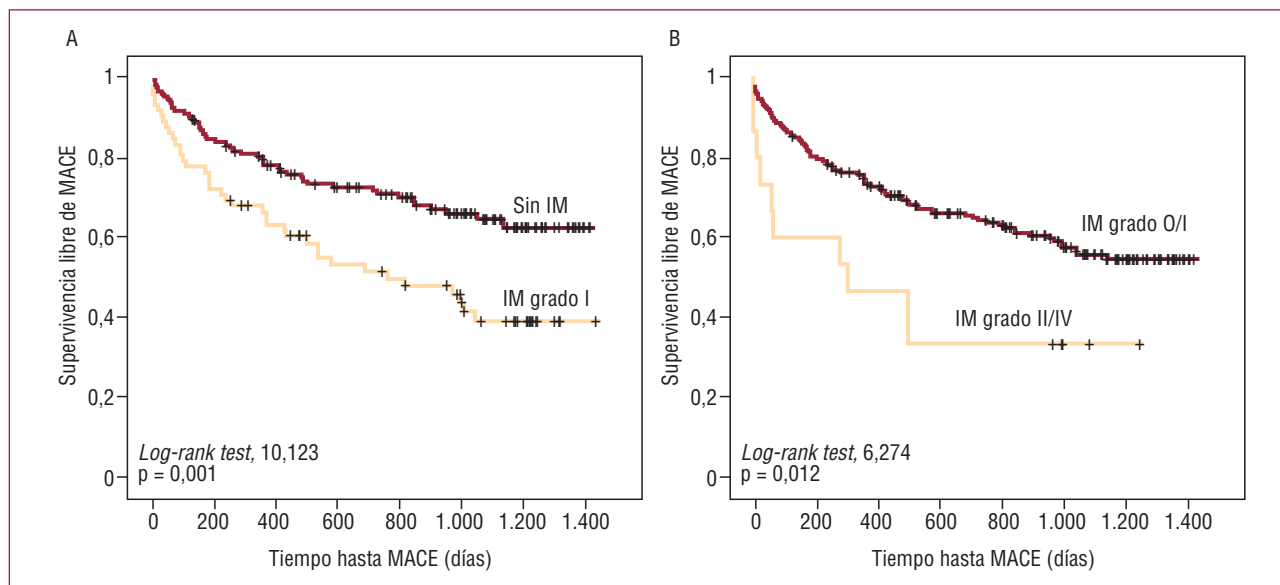 A
Supervivencia libre de MACE
1
0,8
0,6
0,4
0,2
0
Sin IM
IM grado I
Log-rank test, 10,123
p = 0,001
0 200 400 600 800 1.000 1.200 1.400
Tiempo hasta MACE (días)
B
Supervivencia libre de MACE
1
0,8
0,6
0,4
0,2
0
IM grado O/I
IM grado II/IV
Log-rank test, 6,274
p = 0,012
0 200 400 600 800 1.000 1.200 1.400
Tiempo hasta MACE (días)